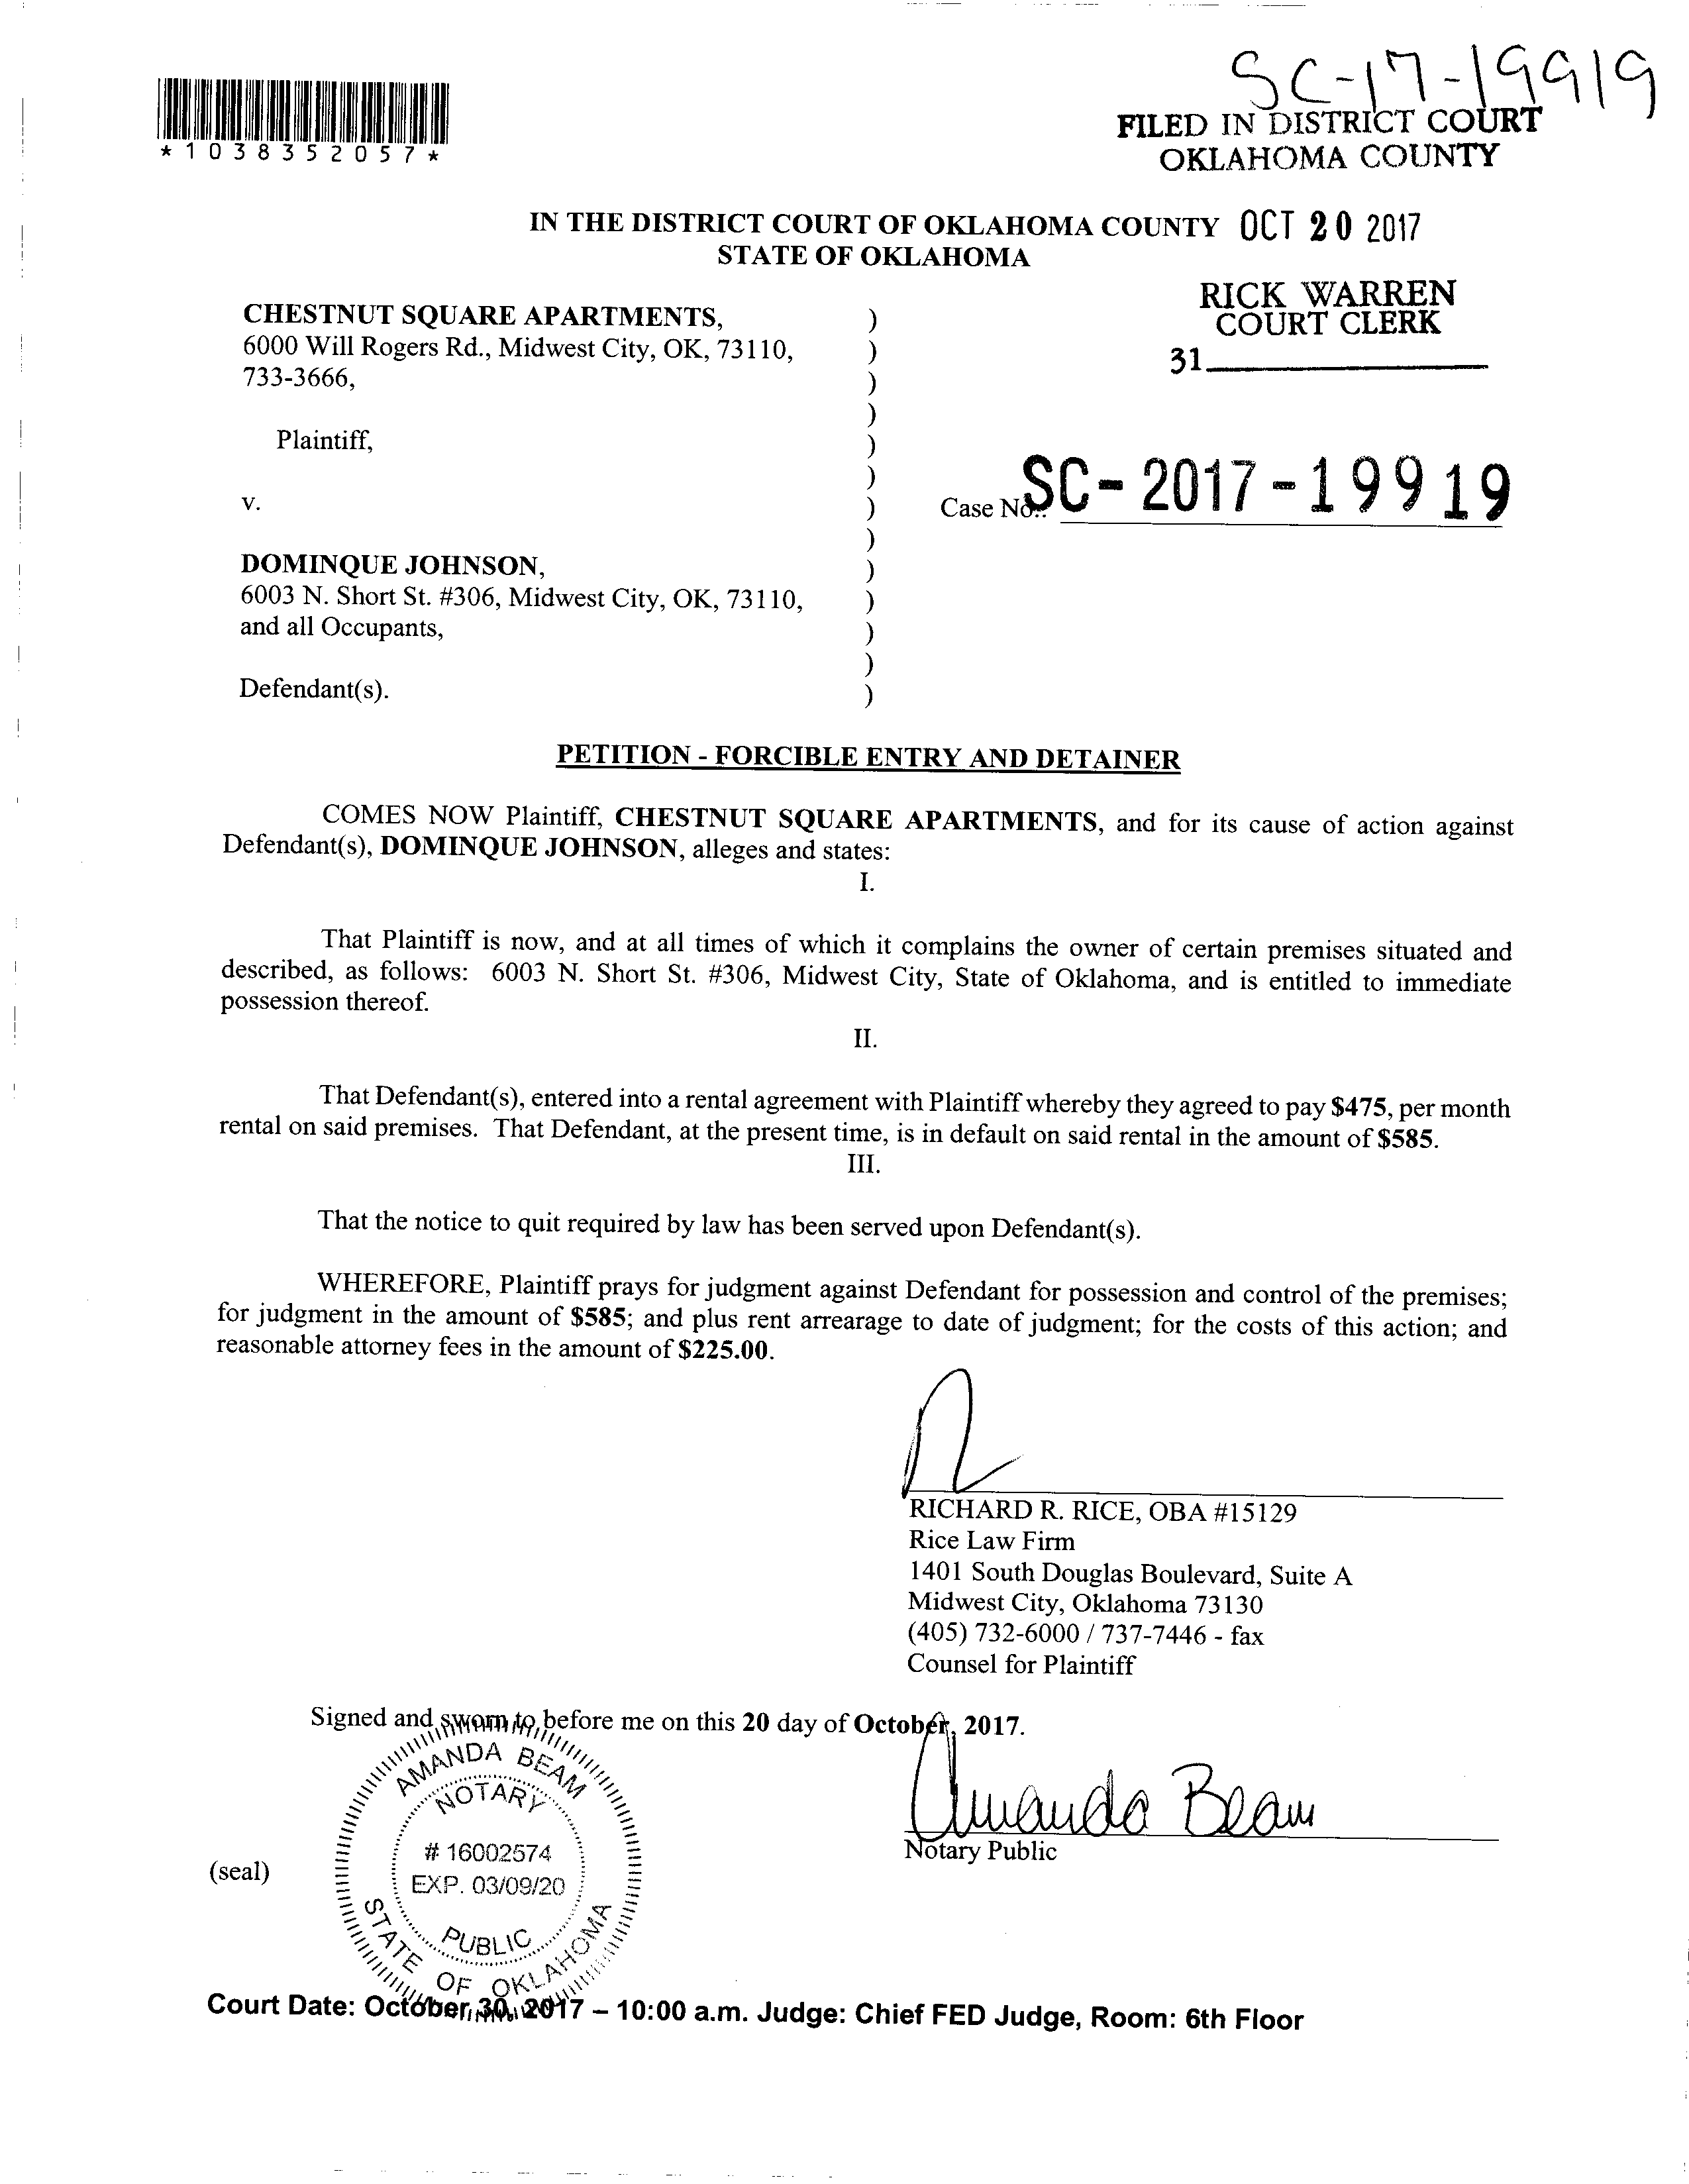 SC-17-19919
*1038352057*
FILED IN DISTRICT COURT
OKLAHOMA COUNTY
IN THE DISTRICT COURT OF OKLAHOMA COUNTY OCT 20 2017
STATE OF OKLAHOMA
RICK WARREN
COURT CLERK
31
CHESTNUT SQUARE APARTMENTS, )
6000 Will Rogers Rd., Midwest City, OK, 73110, )
733-3666, )
)
Plaintiff, )
)
v. )
Case No.: SC-2017-19919
)
DOMINQUE JOHNSON, )
6003 N. Short St. #306, Midwest City, OK, 73110, )
and all Occupants, )
)
Defendant(s). )
PETITION - FORCIBLE ENTRY AND DETAINER
COMES NOW Plaintiff, CHESTNUT SQUARE APARTMENTS, and for its cause of action against
Defendant(s), DOMINQUE JOHNSON, alleges and states:
I.
That Plaintiff is now, and at all times of which it complains the owner of certain premises situated and
described, as follows: 6003 N. Short St. #306, Midwest City, State of Oklahoma, and is entitled to immediate
possession thereof.
II.
That Defendant(s), entered into a rental agreement with Plaintiff whereby they agreed to pay $475, per month
rental on said premises. That Defendant, at the present time, is in default on said rental in the amount of $585.
III.
That the notice to quit required by law has been served upon Defendant(s).
WHEREFORE, Plaintiff prays for judgment against Defendant for possession and control of the premises;
for judgment in the amount of $585; and plus rent arrearage to date of judgment; for the costs of this action; and
reasonable attorney fees in the amount of $225.00.
RICHARD R. RICE, OBA #15129
Rice Law Firm
1401 South Douglas Boulevard, Suite A
Midwest City, Oklahoma 73130
(405) 732-6000 / 737-7446 - fax
Counsel for Plaintiff
Signed and sworn to before me on this 20 day of October, 2017.
AMANDA BEAM
NOTARY
# 16002574
EXP. 03/09/20
PUBLIC
STATE OF OKLAHOMA
Amanda Beam
Notary Public
(seal)
Court Date: October 30, 2017 – 10:00 a.m. Judge: Chief FED Judge, Room: 6th Floor